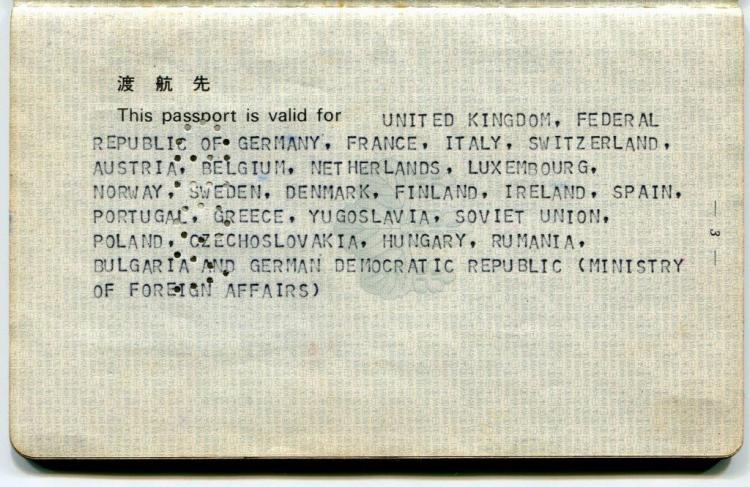 渡航先
This passport is valid for UNITED KINGDOM, FEDERAL
REPUBLIC OF GERMANY, FRANCE, ITALY, SWITZERLAND,
AUSTRIA, BELGIUM, NETHERLANDS, LUXEMBOURG,
NORWAY, SWEDEN, DENMARK, FINLAND, IRELAND, SPAIN,
PORTUGAL, GREECE, YUGOSLAVIA, SOVIET UNION,
POLAND, CZECHOSLOVAKIA, HUNGARY, RUMANIA,
BULGARIA AND GERMAN DEMOCRATIC REPUBLIC (MINISTRY
OF FOREIGN AFFAIRS)
— 3 —